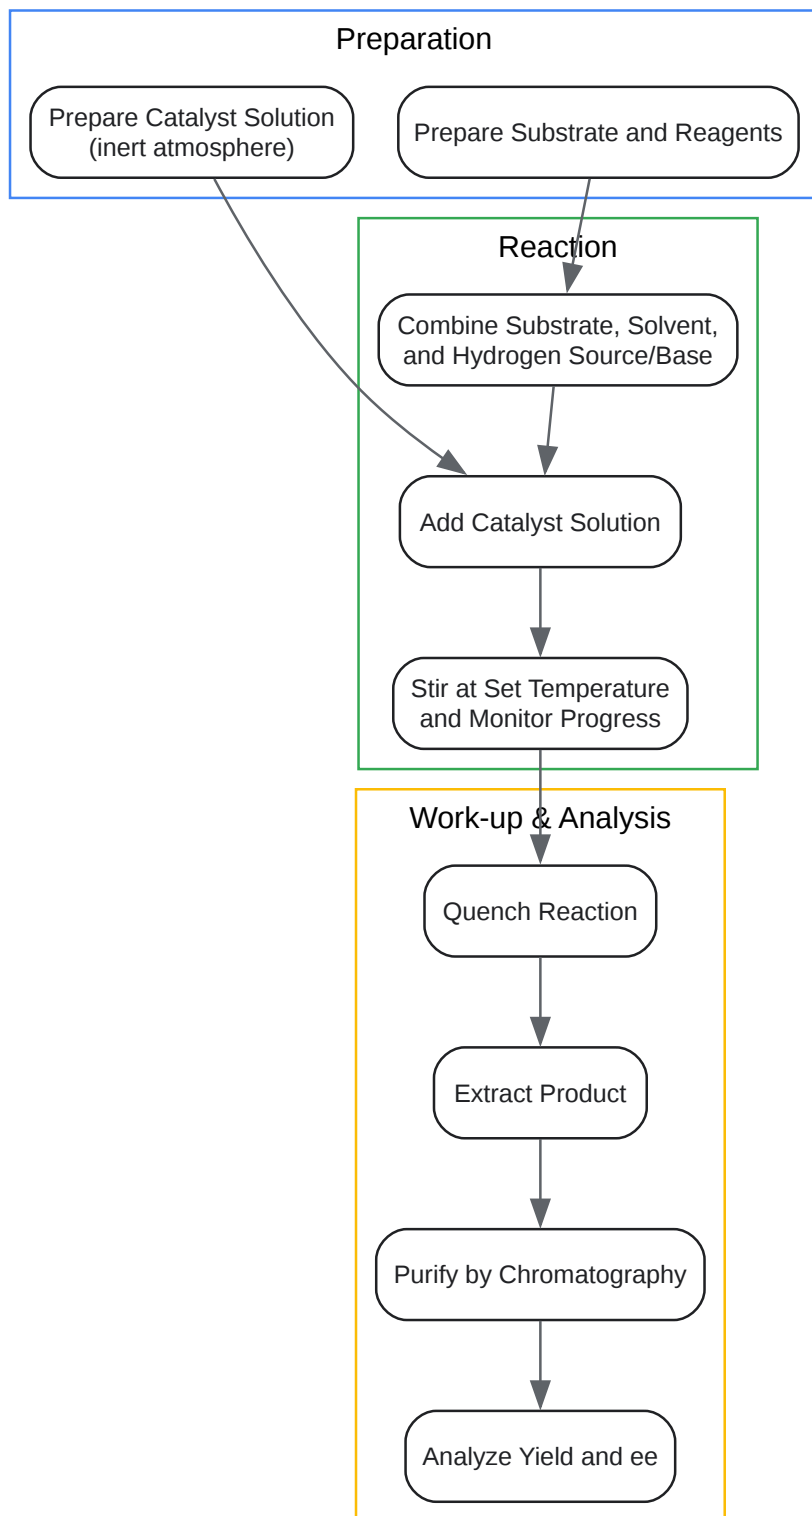 Preparation
Prepare Catalyst Solution
(inert atmosphere)
Prepare Substrate and Reagents
Reaction
Combine Substrate, Solvent,
and Hydrogen Source/Base
Add Catalyst Solution
Stir at Set Temperature
and Monitor Progress
Work-up & Analysis
Quench Reaction
Extract Product
Purify by Chromatography
Analyze Yield and ee